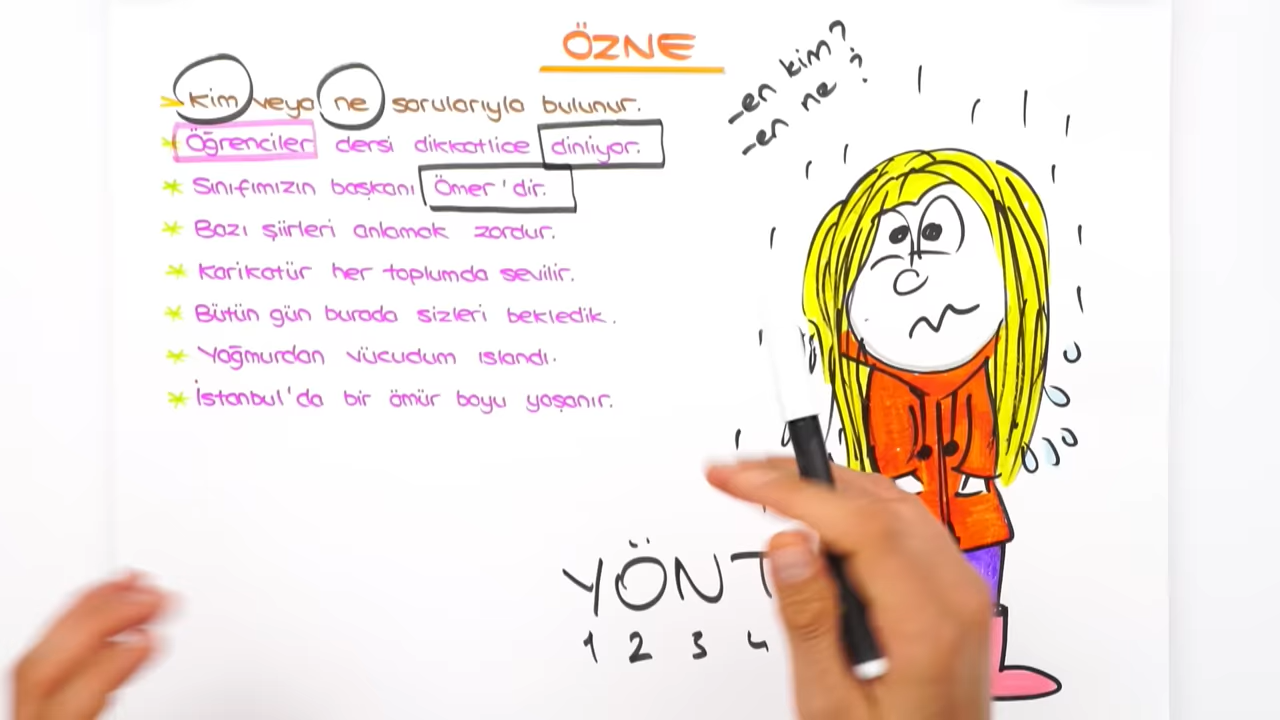 ÖZNE
-en kim?
-en ne?
kim veya ne sorularıyla bulunur.
Öğrenciler dersi dikkatlice dinliyor.
Sınıfımızın başkanı Ömer'dir.
Bazı şiirleri anlamak zordur.
Karikatür her toplumda sevilir.
Bütün gün burada sizleri bekledik.
Yağmurdan vücudum ıslandı.
İstanbul'da bir ömür boyu yaşanır.
YÖNT
1 2 3 4